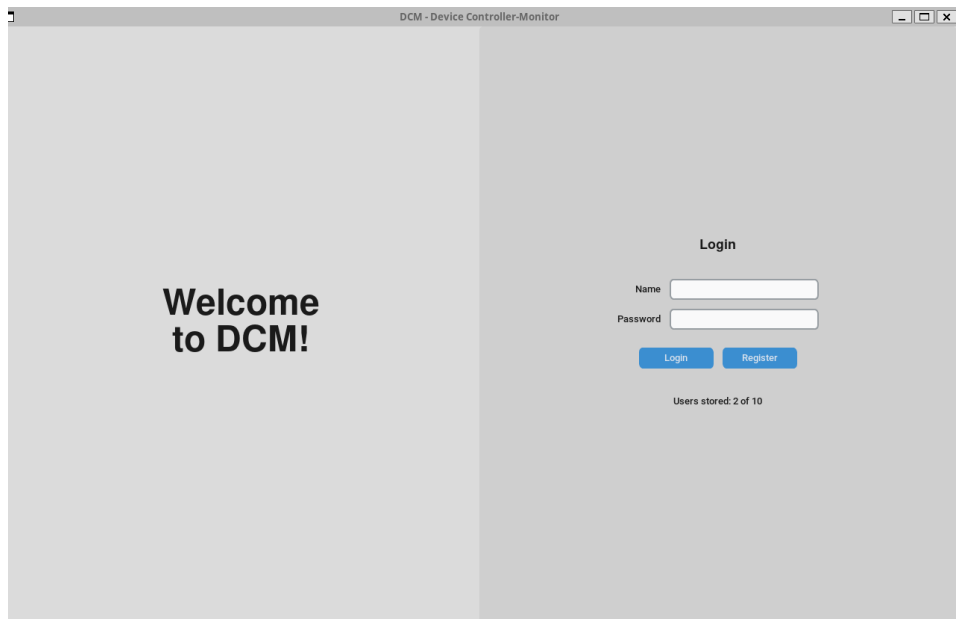 DCM - Device Controller-Monitor
Welcome
to DCM!
Login
Name
Password
Login Register
Users stored: 2 of 10